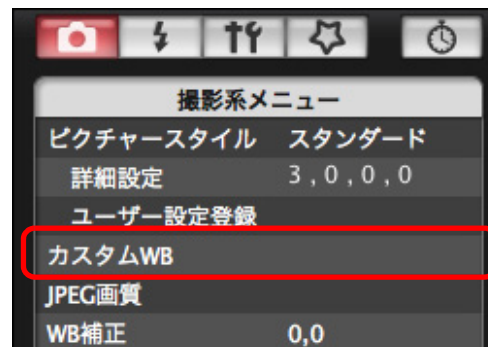 撮影系メニュー
ピクチャースタイル スタンダード
詳細設定 3,0,0,0
ユーザー設定登録
カスタムWB
JPEG画質
WB補正 0,0